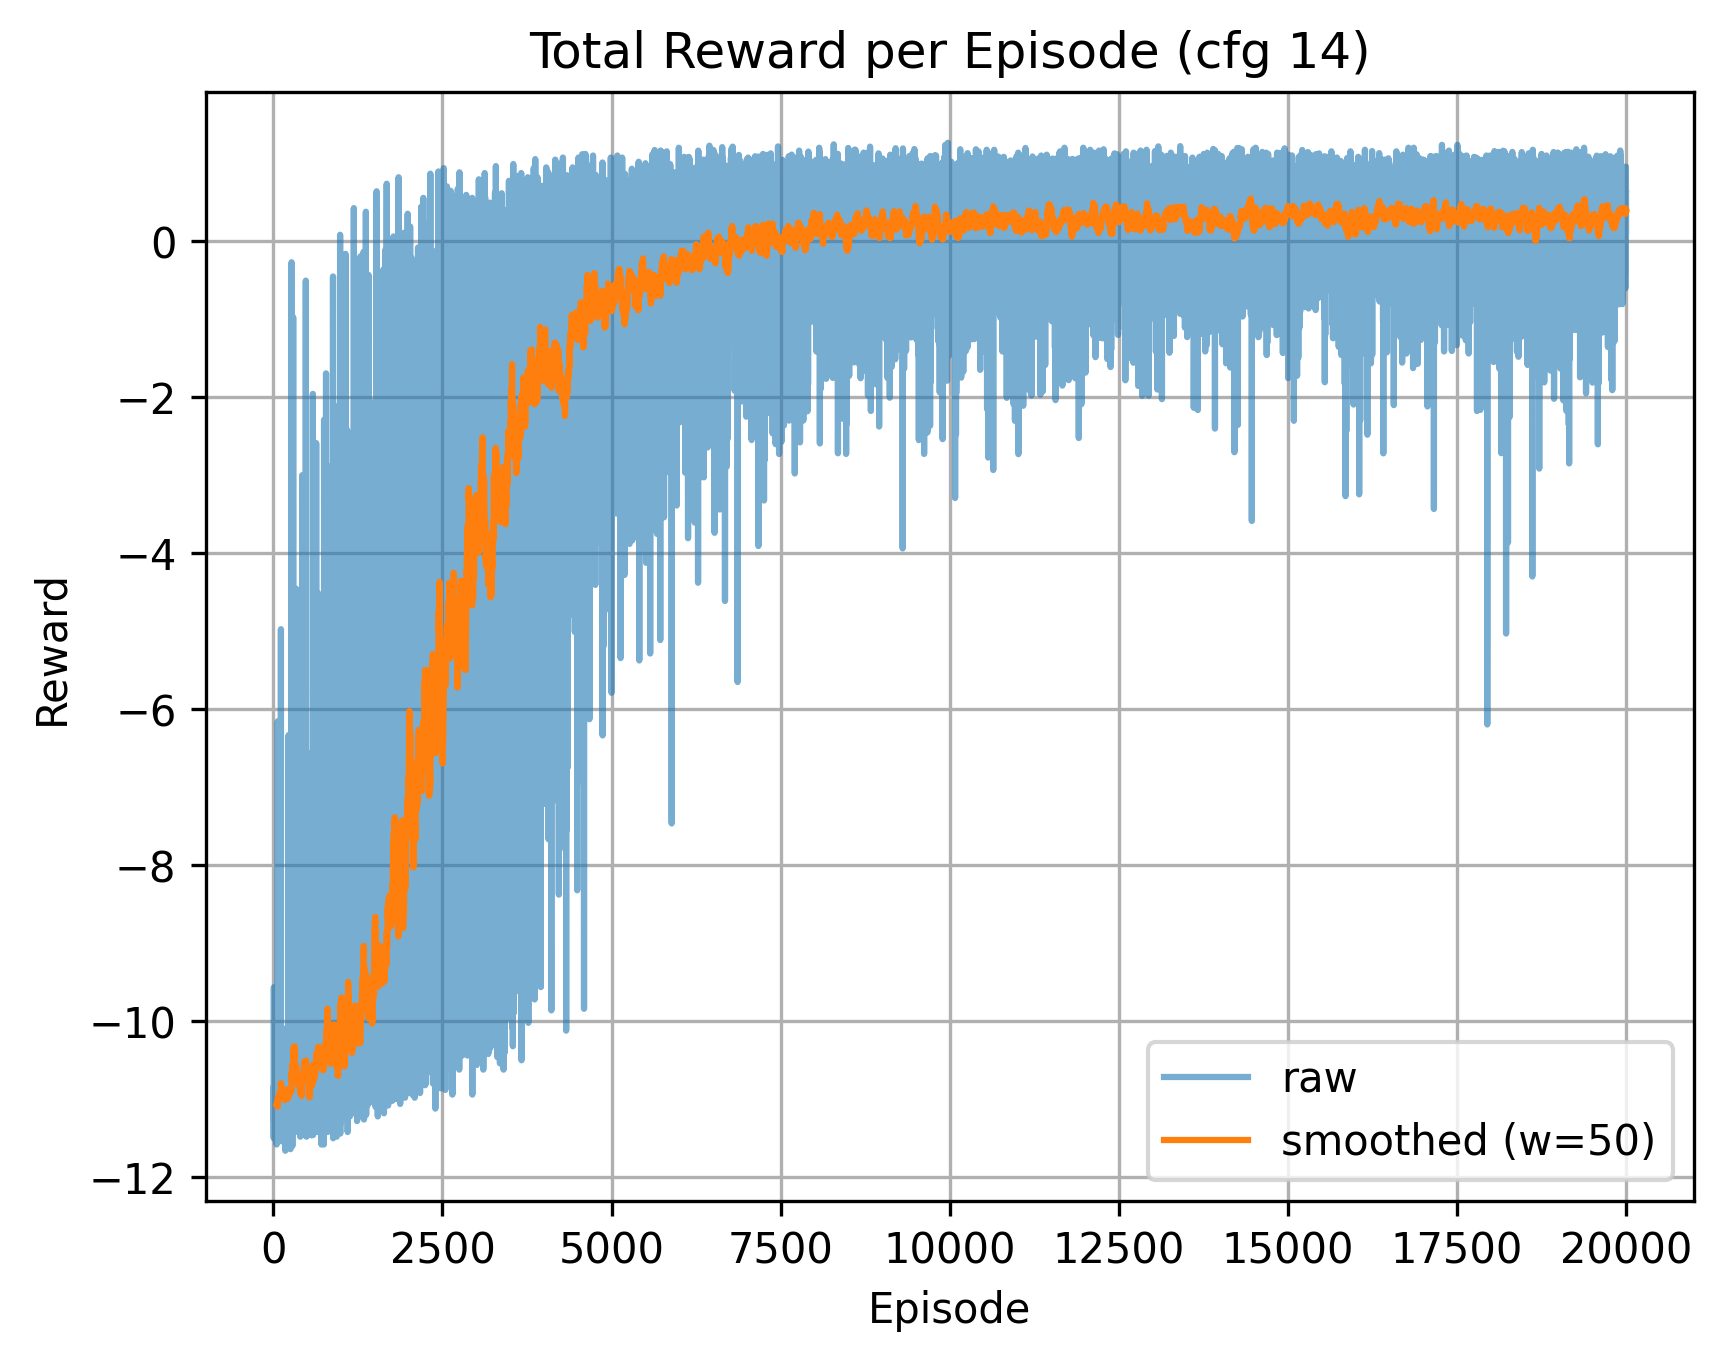 Total Reward per Episode (cfg 14)
Reward
0
−2
−4
−6
−8
−10
−12
raw
smoothed (w=50)
0 2500 5000 7500 10000 12500 15000 17500 20000
Episode